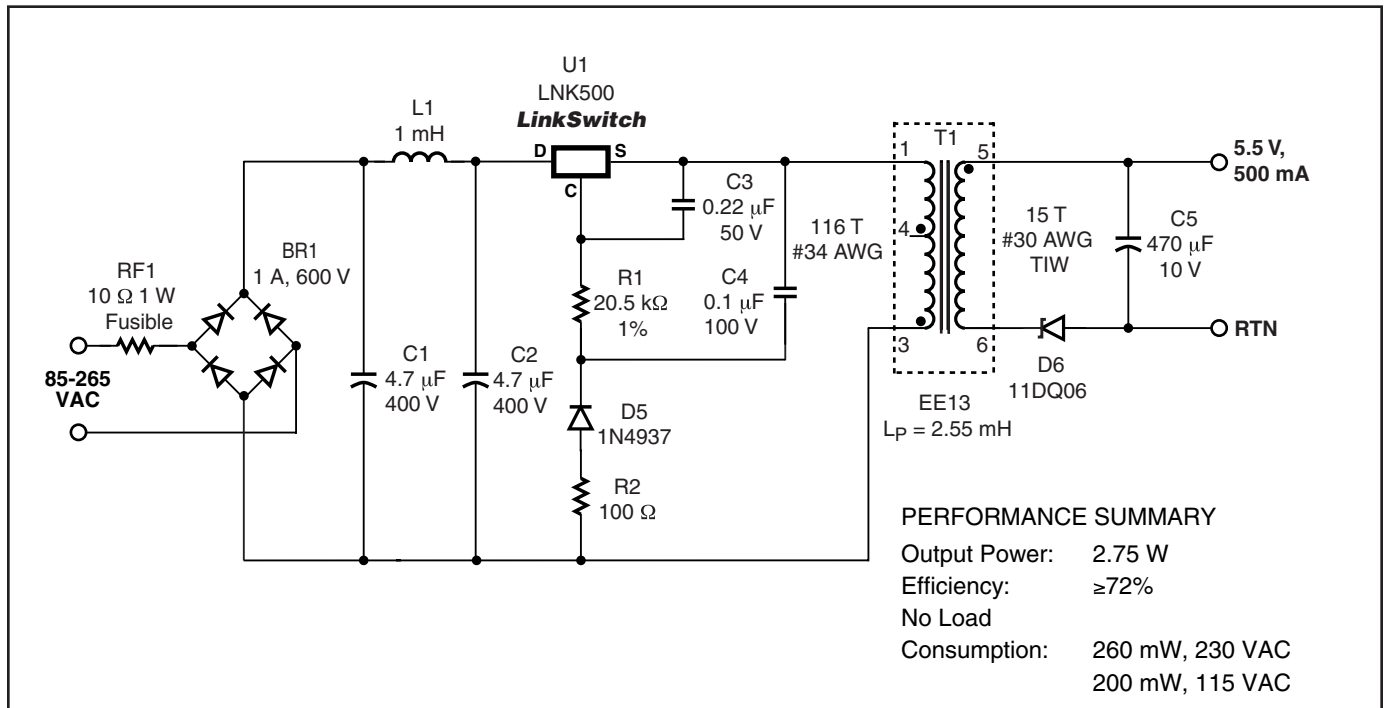 U1
LNK500
LinkSwitch
L1
1 mH
D
S
C
C3
0.22 µF
50 V
T1
1
5
4
3
6
5.5 V,
500 mA
116 T
#34 AWG
15 T
#30 AWG
TIW
C5
470 µF
10 V
RF1
10 Ω 1 W
Fusible
BR1
1 A, 600 V
R1
20.5 kΩ
1%
C4
0.1 µF
100 V
RTN
85-265
VAC
C1
4.7 µF
400 V
C2
4.7 µF
400 V
D5
1N4937
D6
11DQ06
EE13
LP = 2.55 mH
R2
100 Ω
PERFORMANCE SUMMARY
Output Power: 2.75 W
Efficiency: ≥72%
No Load
Consumption: 260 mW, 230 VAC
200 mW, 115 VAC